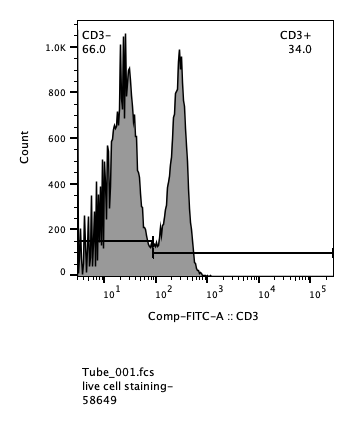 CD3-
66.0
CD3+
34.0
1.0K
800
600
400
200
0
Count
10^1
10^2
10^3
10^4
10^5
Comp-FITC-A :: CD3
Tube_001.fcs
live cell staining-
58649